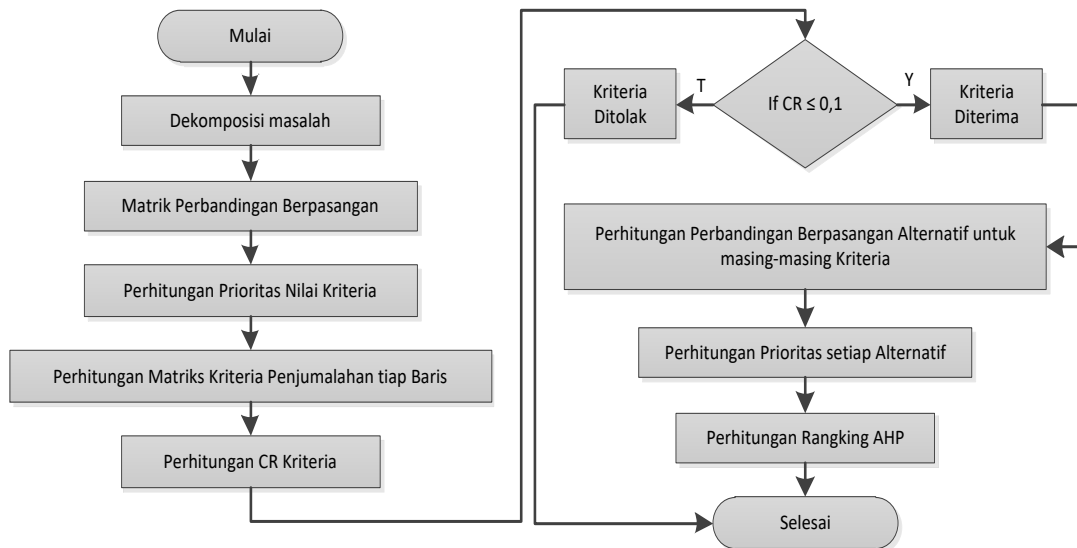 Mulai
Dekomposisi masalah
Matrik Perbandingan Berpasangan
Perhitungan Prioritas Nilai Kriteria
Perhitungan Matriks Kriteria Penjumalahan tiap Baris
Perhitungan CR Kriteria
If CR ≤ 0,1
T
Y
Kriteria
Ditolak
Kriteria
Diterima
Perhitungan Perbandingan Berpasangan Alternatif untuk
masing-masing Kriteria
Perhitungan Prioritas setiap Alternatif
Perhitungan Rangking AHP
Selesai